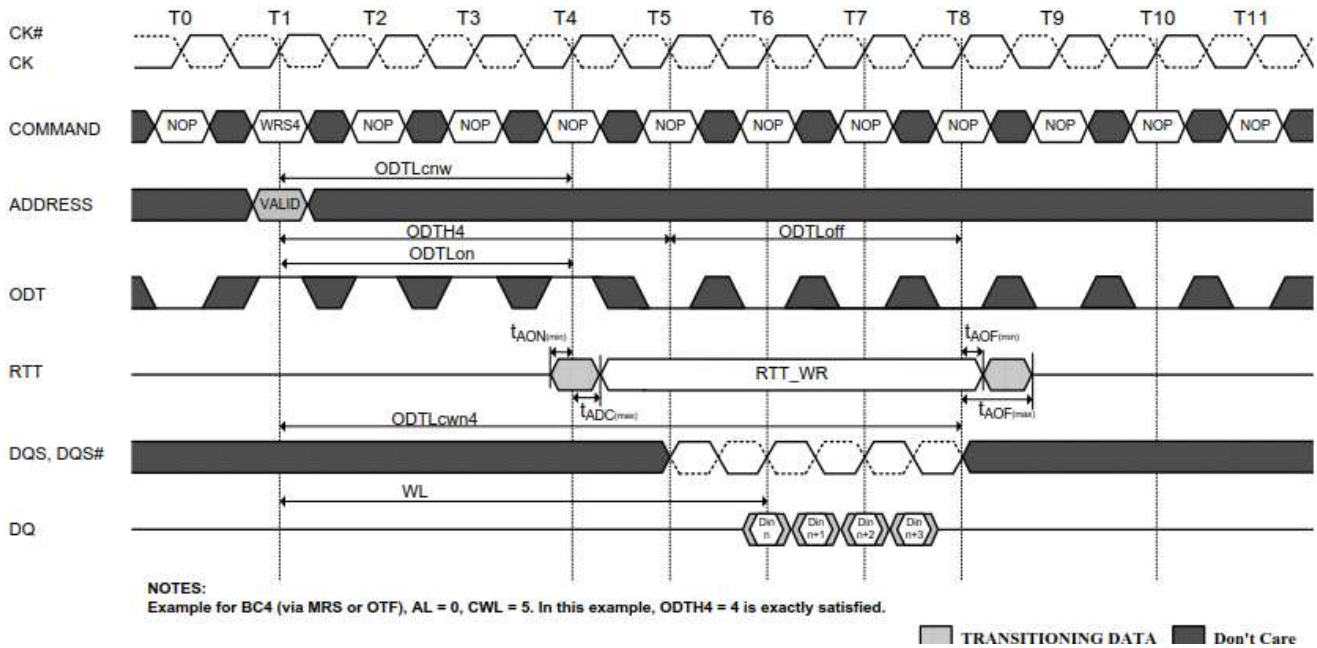 T0 T1 T2 T3 T4 T5 T6 T7 T8 T9 T10 T11
CK#
CK
COMMAND
NOP WRS4 NOP NOP NOP NOP NOP NOP NOP NOP NOP NOP
ODTLcnw
ADDRESS
VALID
ODTH4 ODTLoff
ODTLon
ODT
tAON(min) tAOF(min)
RTT
RTT_WR
tADC(max) tAOF(max)
ODTLcwn4
DQS, DQS#
WL
DQ
Din Din Din Din
n n+1 n+2 n+3
NOTES:
Example for BC4 (via MRS or OTF), AL = 0, CWL = 5. In this example, ODTH4 = 4 is exactly satisfied.
TRANSITIONING DATA Don't Care